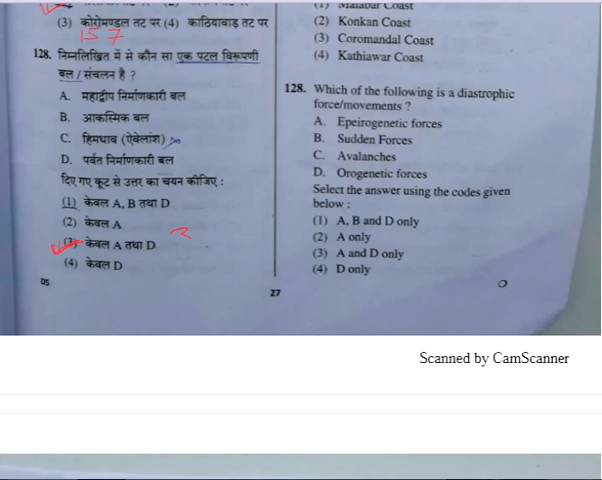 (3) कोरोमण्डल तट पर (4) काठियावाड़ तट पर
157
128. निम्नलिखित में से कौन सा एक पटल विरूपणी
बल / संचलन है ?
A. महाद्वीप निर्माणकारी बल
B. आकस्मिक बल
C. हिमधाव (ऐवेलांश)
D. पर्वत निर्माणकारी बल
दिए गए कूट से उत्तर का चयन कीजिए :
(1) केवल A, B तथा D
(2) केवल A
(3) केवल A तथा D
(4) केवल D
05
(1) Malabar Coast
(2) Konkan Coast
(3) Coromandal Coast
(4) Kathiawar Coast
128. Which of the following is a diastrophic
force/movements ?
A. Epeirogenetic forces
B. Sudden Forces
C. Avalanches
D. Orogenetic forces
Select the answer using the codes given
below :
(1) A, B and D only
(2) A only
(3) A and D only
(4) D only
27
Scanned by CamScanner